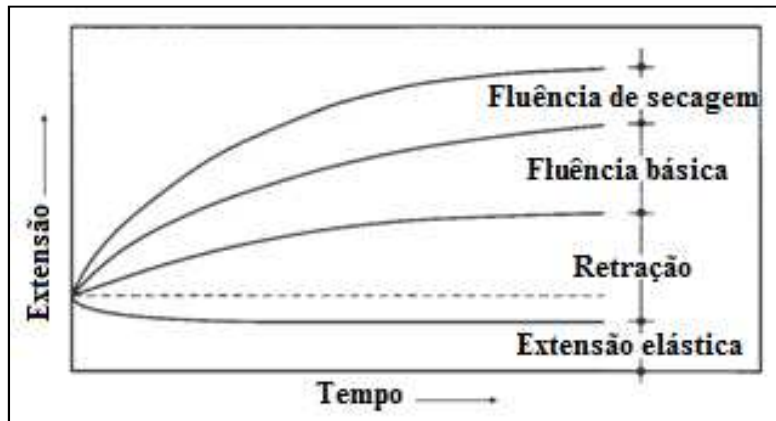 Fluência de secagem
Fluência básica
Retração
Extensão elástica
Extensão
Tempo